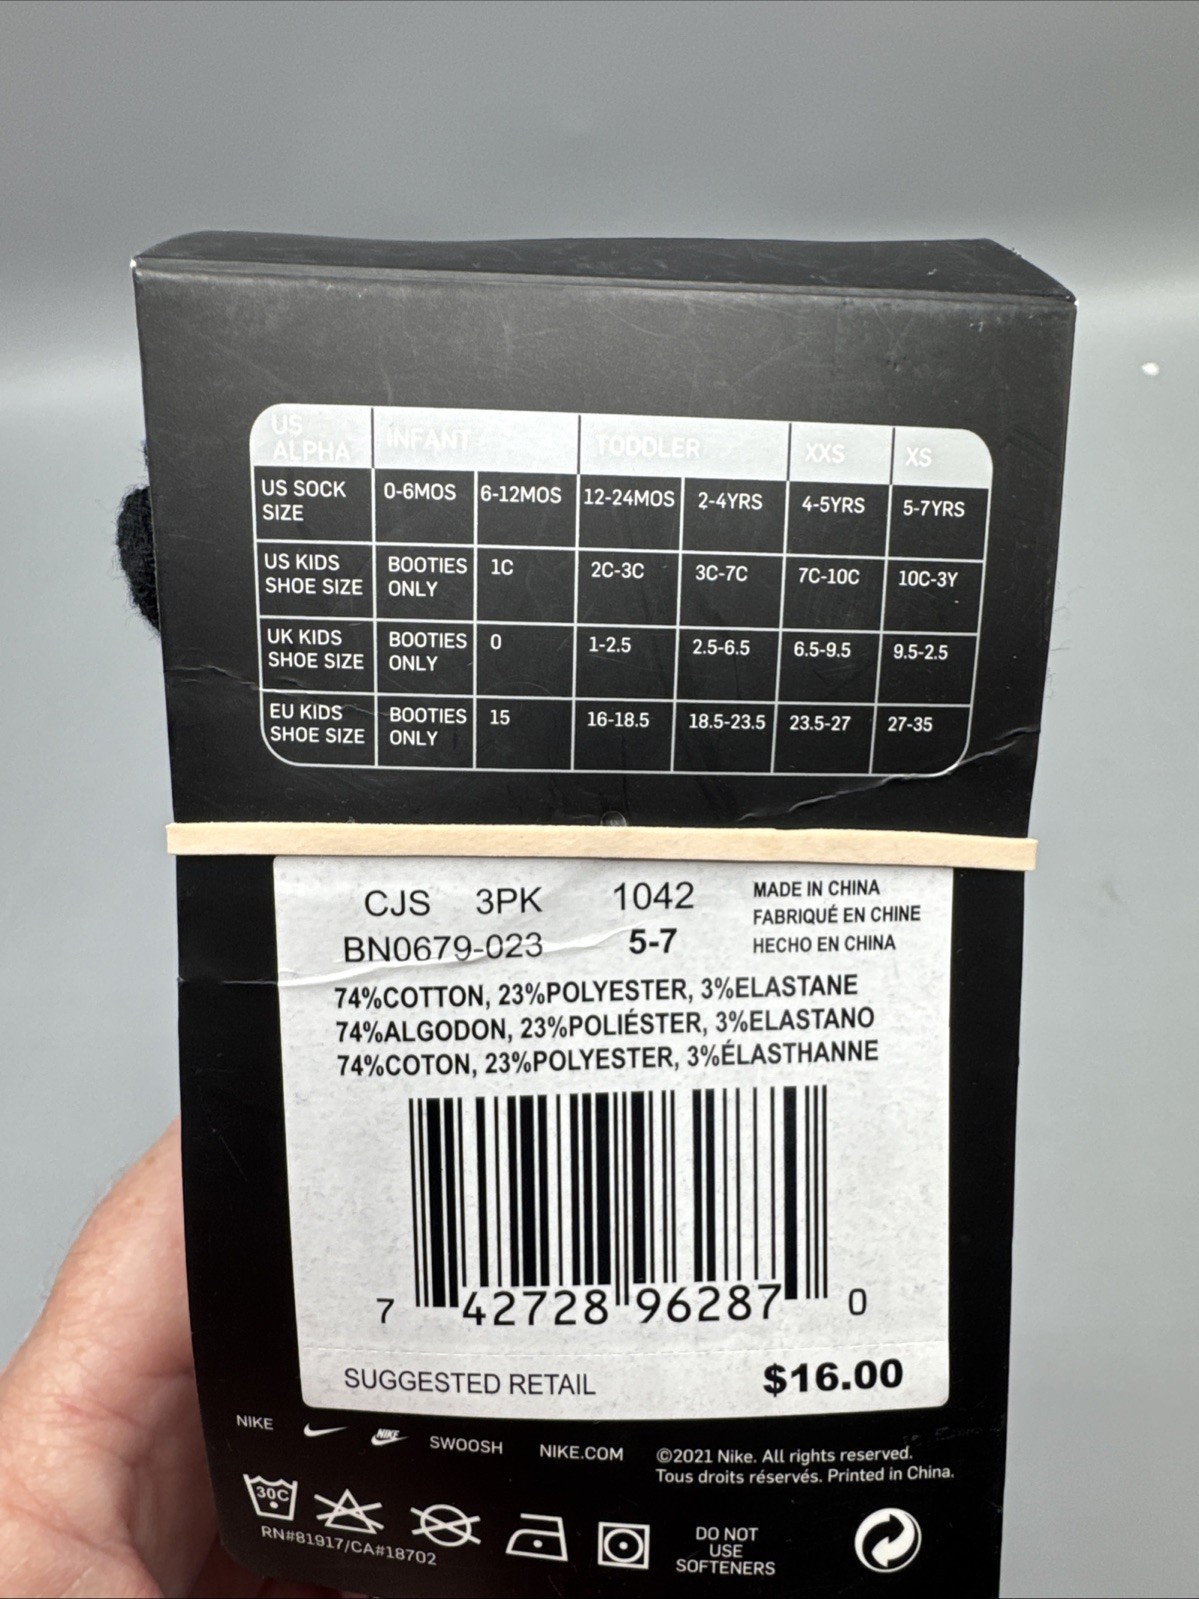 US ALPHA INFANT TODDLER XXS XS
US SOCK SIZE 0-6MOS 6-12MOS 12-24MOS 2-4YRS 4-5YRS 5-7YRS
US KIDS SHOE SIZE BOOTIES ONLY 1C 2C-3C 3C-7C 7C-10C 10C-3Y
UK KIDS SHOE SIZE BOOTIES ONLY 0 1-2.5 2.5-6.5 6.5-9.5 9.5-2.5
EU KIDS SHOE SIZE BOOTIES ONLY 15 16-18.5 18.5-23.5 23.5-27 27-35
CJS 3PK 1042
BN0679-023 5-7
MADE IN CHINA
FABRIQUÉ EN CHINE
HECHO EN CHINA
74%COTTON, 23%POLYESTER, 3%ELASTANE
74%ALGODON, 23%POLIÉSTER, 3%ELASTANO
74%COTON, 23%POLYESTER, 3%ÉLASTHANNE
7 42728 96287 0
SUGGESTED RETAIL $16.00
NIKE NIKE SWOOSH NIKE.COM
©2021 Nike. All rights reserved.
Tous droits réservés. Printed in China.
30C
RN#81917/CA#18702
DO NOT
USE
SOFTENERS